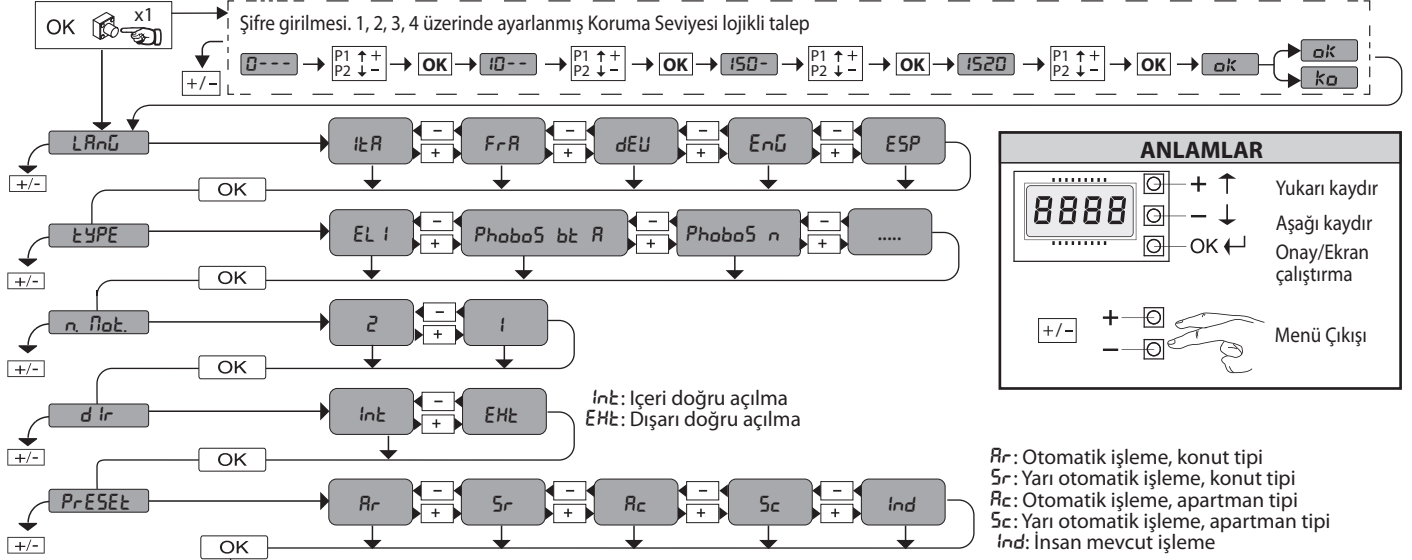 OK x1
Şifre girilmesi. 1, 2, 3, 4 üzerinde ayarlanmış Koruma Seviyesi lojikli talep
+/-
0--- P1 + P2 - OK 10-- P1 + P2 - OK 150- P1 + P2 - OK 1520 P1 + P2 - OK ok ok
ko
LAnG ItA - + FrA - + dEU - + EnG - + ESP
+/-
OK
tYPE ELI - + PhoboS bt A - + PhoboS n - + .....
+/-
OK
n. Mot. 2 - + 1
+/-
OK
dIr Int - + EHt
+/-
Int: Içeri doğru açılma
EHt: Dışarı doğru açılma
OK
PrESEt Ar - + Sr - + Ac - + Sc - + Ind
+/-
OK
Ar: Otomatik işleme, konut tipi
Sr: Yarı otomatik işleme, konut tipi
Ac: Otomatik işleme, apartman tipi
Sc: Yarı otomatik işleme, apartman tipi
Ind: İnsan mevcut işleme
ANLAMLAR
8888
+ ↑ Yukarı kaydır
- ↓ Aşağı kaydır
OK Onay/Ekran
çalıştırma
+/- + - Menü Çıkışı